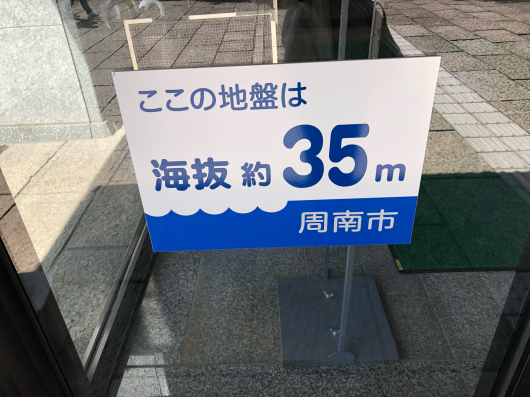 ここの地盤は
海抜 約 35 m
周南市